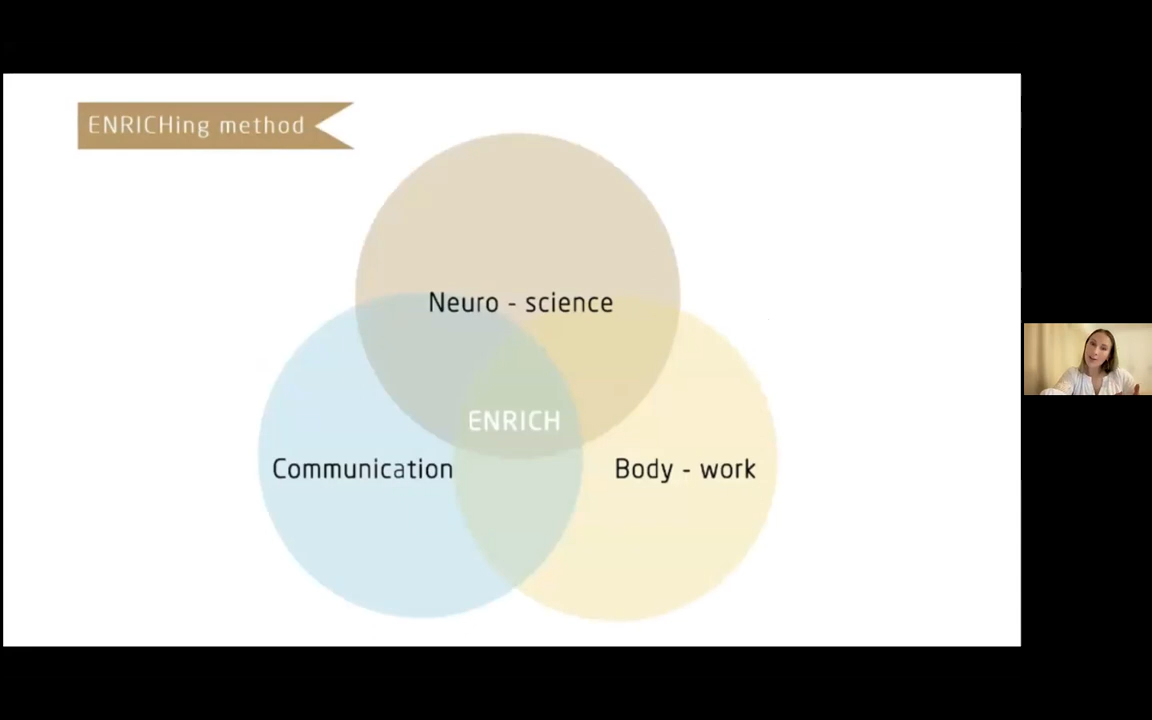 ENRICHing method
Neuro - science
ENRICH
Communication
Body - work